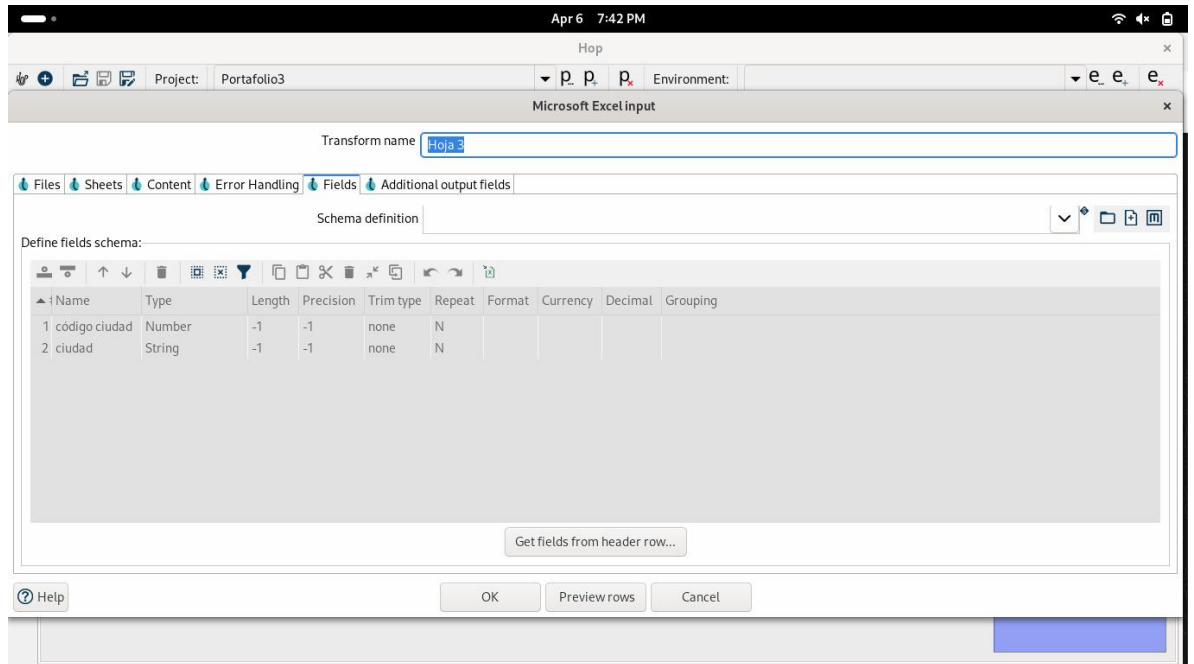 Apr 6 7:42 PM
Hop
Project: Portafolio3 Environment:
Microsoft Excel input
Transform name Hoja 3
Files Sheets Content Error Handling Fields Additional output fields
Schema definition
Define fields schema:
Name Type Length Precision Trim type Repeat Format Currency Decimal Grouping
1 código ciudad Number -1 -1 none N
2 ciudad String -1 -1 none N
Get fields from header row...
Help OK Preview rows Cancel